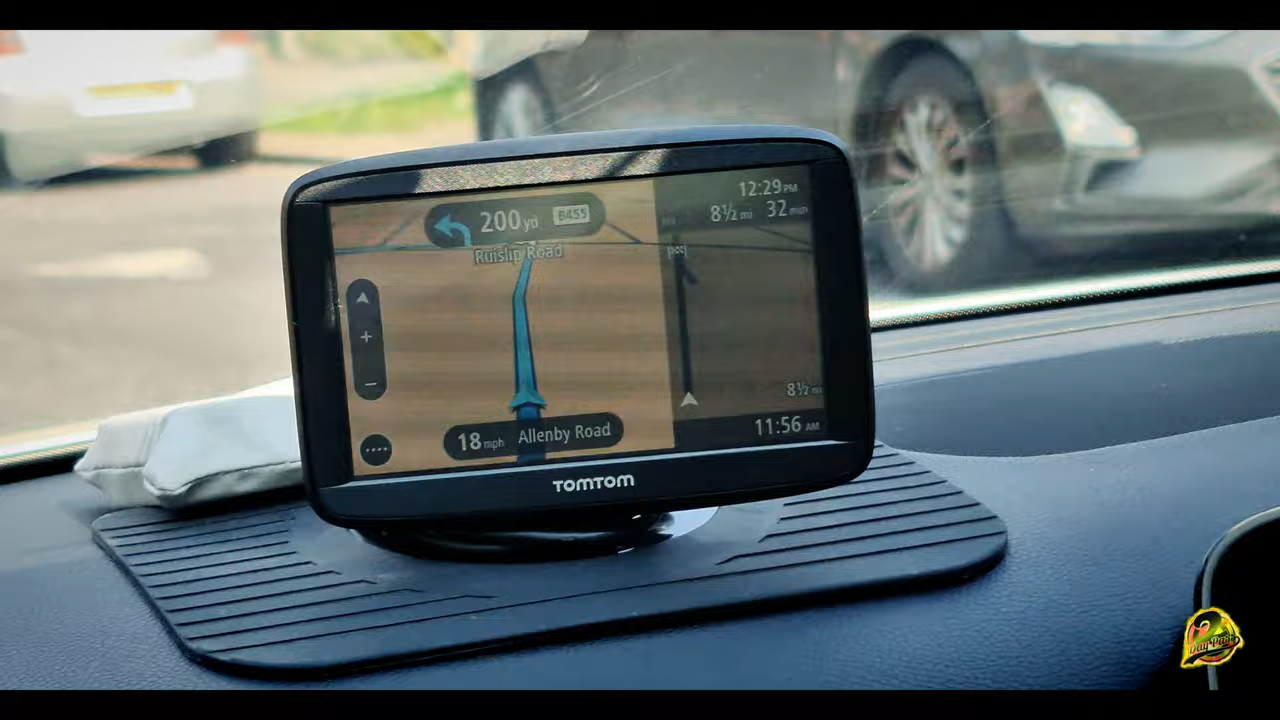 12:29 PM
200 yd B455
8½ mi 32 min
Ruislip Road
+
−
8½ mi
18 mph Allenby Road
11:56 AM
TOMTOM